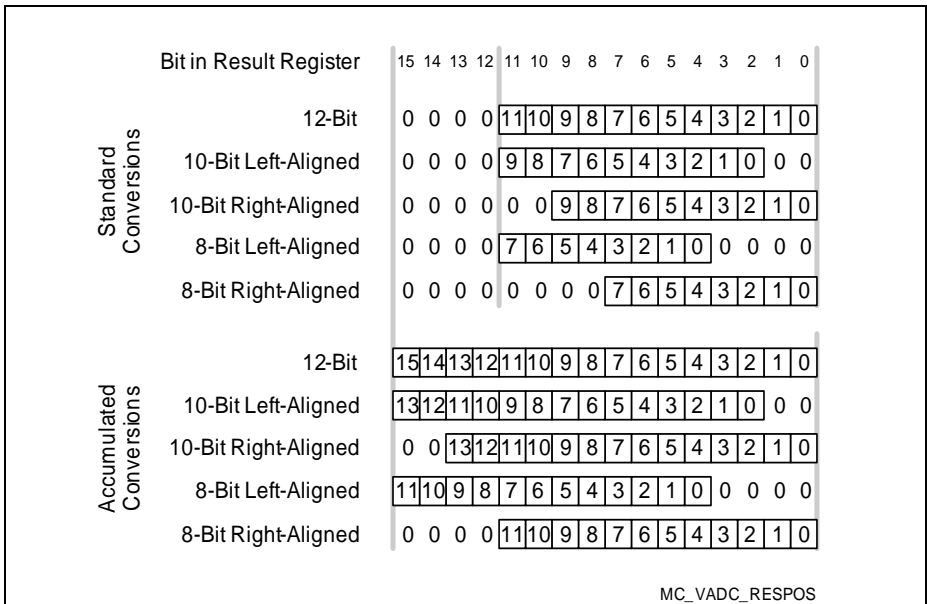 Bit in Result Register 15 14 13 12 11 10 9 8 7 6 5 4 3 2 1 0
Standard Conversions
12-Bit 0 0 0 0 11 10 9 8 7 6 5 4 3 2 1 0
10-Bit Left-Aligned 0 0 0 0 9 8 7 6 5 4 3 2 1 0 0 0
10-Bit Right-Aligned 0 0 0 0 0 0 9 8 7 6 5 4 3 2 1 0
8-Bit Left-Aligned 0 0 0 0 7 6 5 4 3 2 1 0 0 0 0 0
8-Bit Right-Aligned 0 0 0 0 0 0 0 0 7 6 5 4 3 2 1 0
Accumulated Conversions
12-Bit 15 14 13 12 11 10 9 8 7 6 5 4 3 2 1 0
10-Bit Left-Aligned 13 12 11 10 9 8 7 6 5 4 3 2 1 0 0 0
10-Bit Right-Aligned 0 0 13 12 11 10 9 8 7 6 5 4 3 2 1 0
8-Bit Left-Aligned 11 10 9 8 7 6 5 4 3 2 1 0 0 0 0 0
8-Bit Right-Aligned 0 0 0 0 11 10 9 8 7 6 5 4 3 2 1 0
MC_VADC_RESPOS